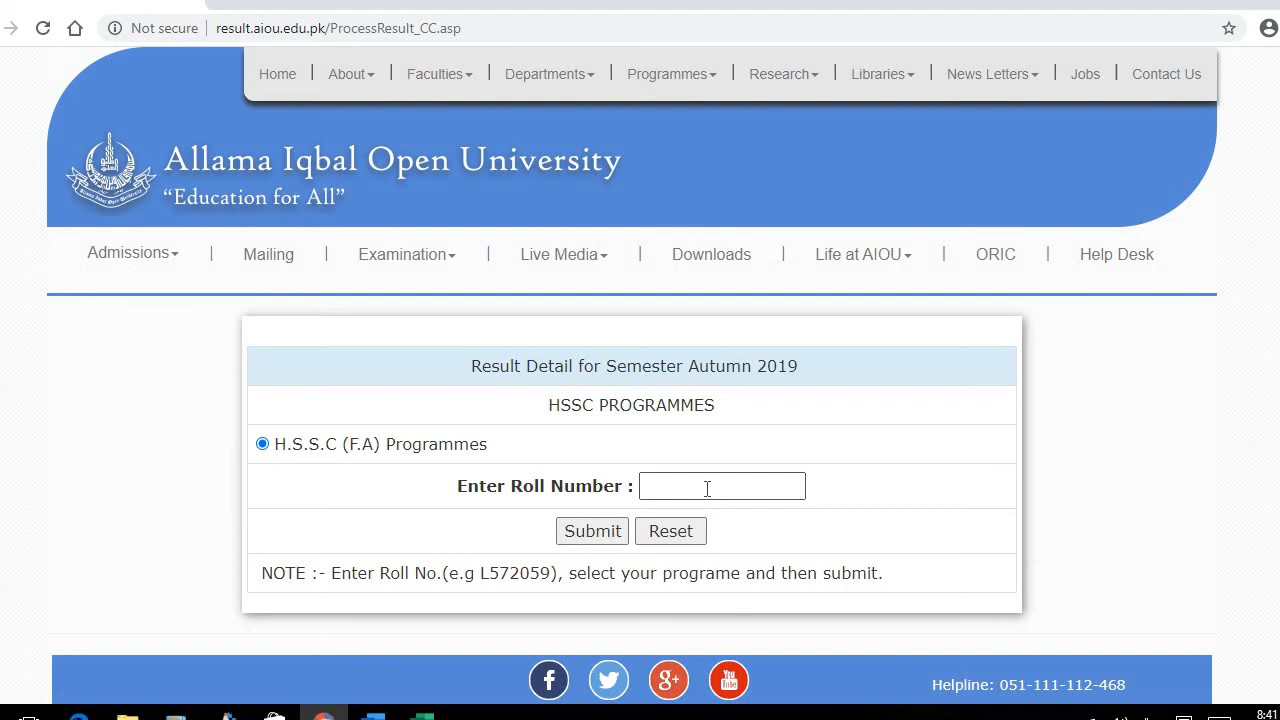 Not secure | result.aiou.edu.pk/ProcessResult_CC.asp
Home | About | Faculties | Departments | Programmes | Research | Libraries | News Letters | Jobs | Contact Us
Allama Iqbal Open University
“Education for All”
Admissions | Mailing | Examination | Live Media | Downloads | Life at AIOU | ORIC | Help Desk
Result Detail for Semester Autumn 2019
HSSC PROGRAMMES
H.S.S.C (F.A) Programmes
Enter Roll Number :
Submit Reset
NOTE :- Enter Roll No.(e.g L572059), select your programe and then submit.
f g+ You Tube Helpline: 051-111-112-468
8:41